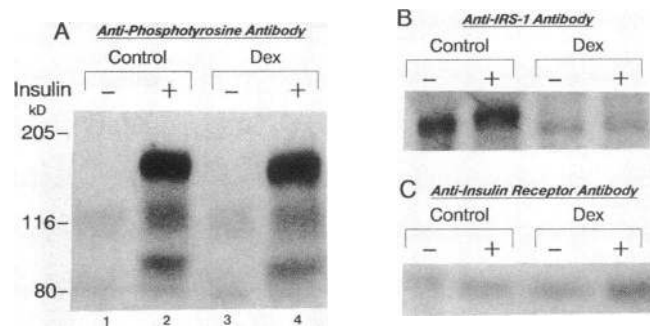 A Anti-Phosphotyrosine Antibody
Control Dex
Insulin - + - +
kD
205-
116-
80-
1 2 3 4
B Anti-IRS-1 Antibody
Control Dex
- + - +
C Anti-Insulin Receptor Antibody
Control Dex
- + - +